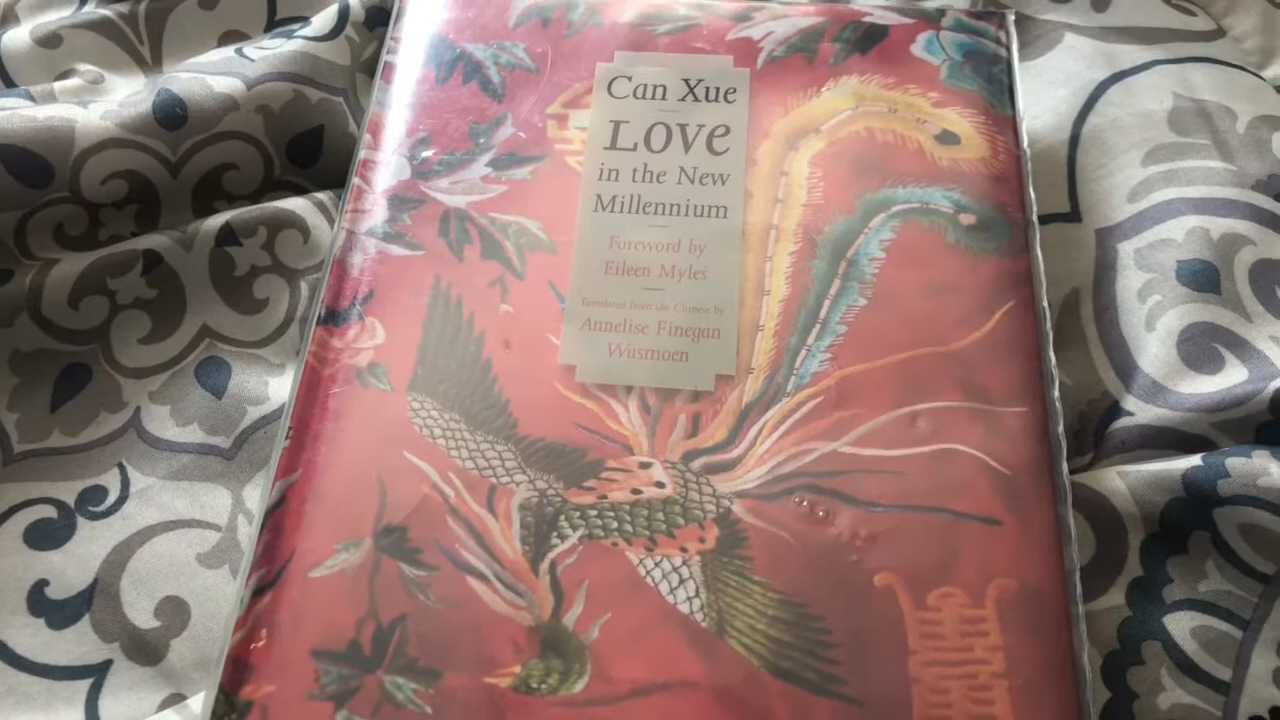 Can Xue
LOVE
in the New
Millennium
Foreword by
Eileen Myles
Translated from the Chinese by
Annelise Finegan
Wasmoen